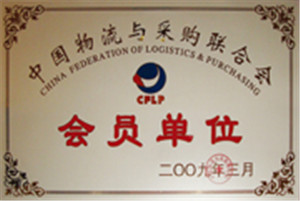 中国物流与采购联合会
CHINA FEDERATION OF LOGISTICS & PURCHASING
CFLP
会员单位
二〇〇九年三月